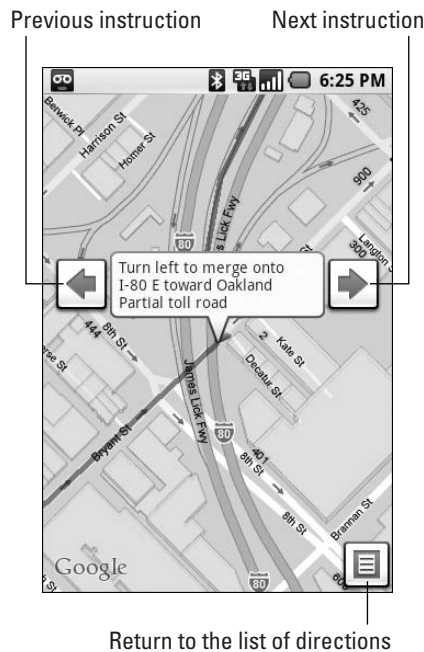 Previous instruction
Next instruction
3G
6:25 PM
Berwick Pl
Harrison St
Homer St
425
900
James Lick Fwy
80
Langton St
300
Turn left to merge onto
I-80 E toward Oakland
Partial toll road
444
8th St
2
Kate St
Decatur St
James Lick Fwy
Bryant St
80
401
8th St
8th St
Brannan St
Google
80
600
Return to the list of directions